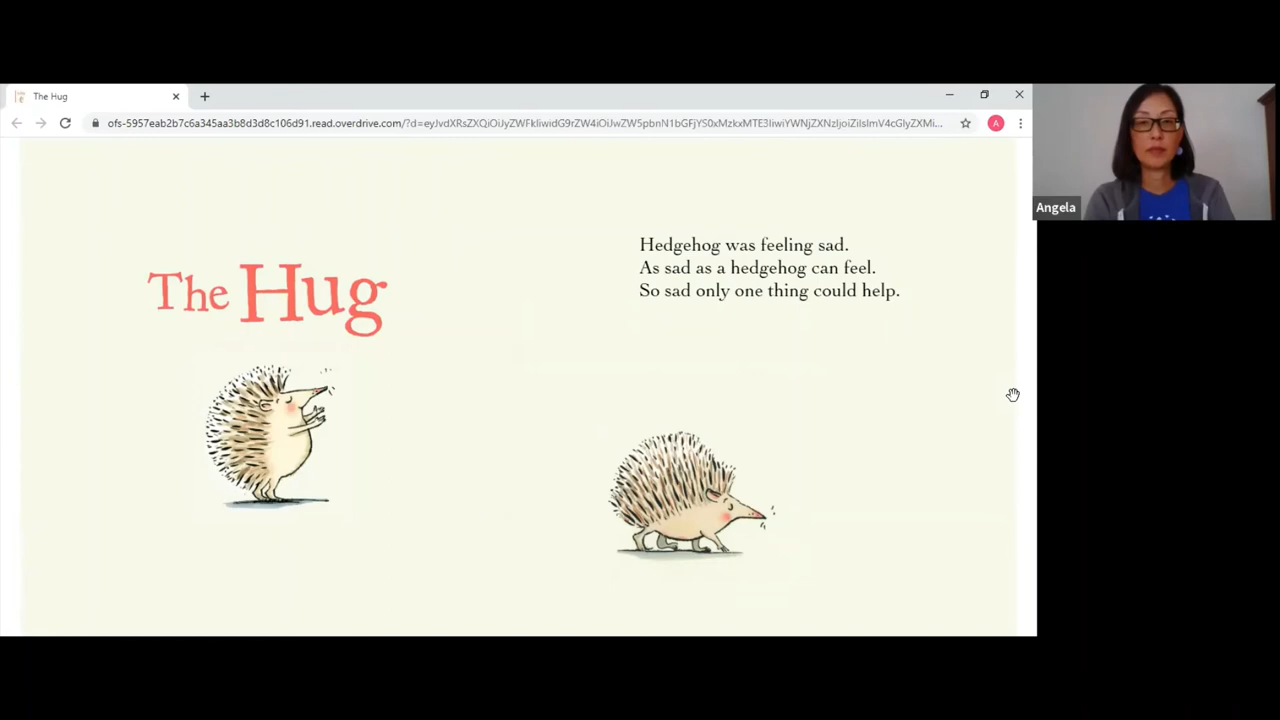 The Hug
Angela
The Hug
Hedgehog was feeling sad.
As sad as a hedgehog can feel.
So sad only one thing could help.
A